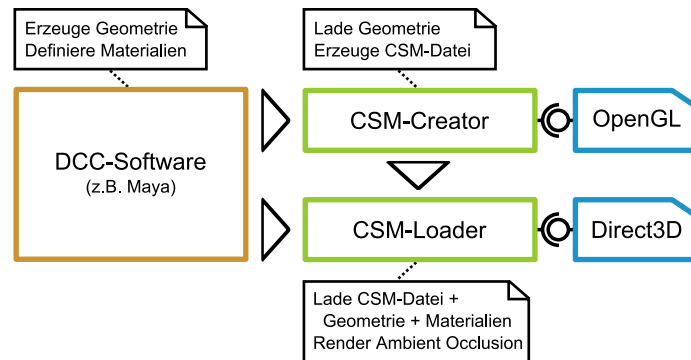 Erzeuge Geometrie
Definiere Materialien
Lade Geometrie
Erzeuge CSM-Datei
DCC-Software
(z.B. Maya)
CSM-Creator
OpenGL
CSM-Loader
Direct3D
Lade CSM-Datei +
Geometrie + Materialien
Render Ambient Occlusion